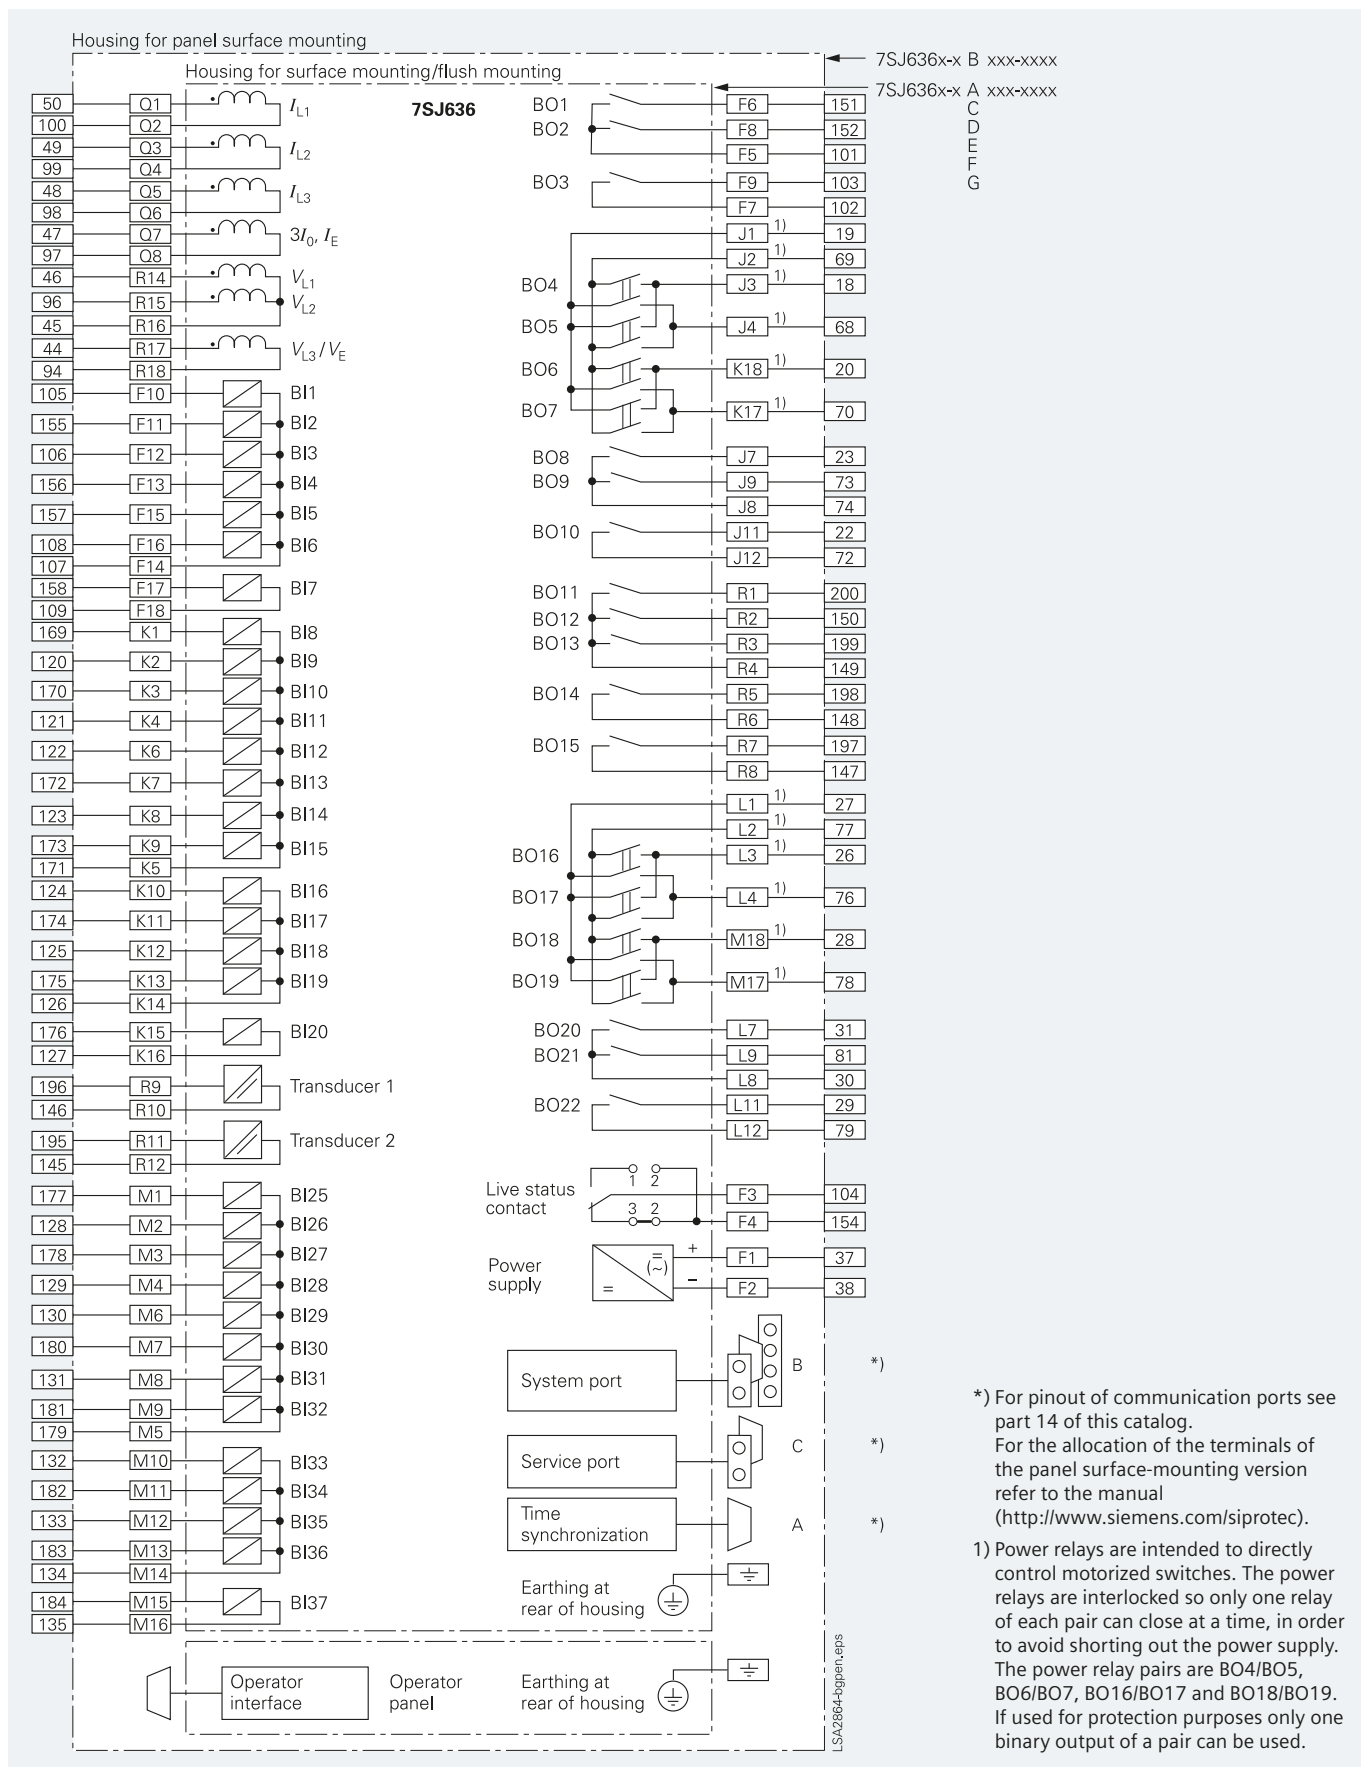 Housing for panel surface mounting
Housing for surface mounting/flush mounting
7SJ636
7SJ636x-x B xxx-xxxx
7SJ636x-x A xxx-xxxx
C
D
E
F
G
50 Q1 IL1
100 Q2
49 Q3 IL2
99 Q4
48 Q5 IL3
98 Q6
47 Q7 3I0, IE
97 Q8
46 R14 VL1
96 R15 VL2
45 R16
44 R17 VL3/VE
94 R18
105 F10 BI1
155 F11 BI2
106 F12 BI3
156 F13 BI4
157 F15 BI5
108 F16 BI6
107 F14
158 F17 BI7
109 F18
169 K1 BI8
120 K2 BI9
170 K3 BI10
121 K4 BI11
122 K6 BI12
172 K7 BI13
123 K8 BI14
173 K9 BI15
171 K5
124 K10 BI16
174 K11 BI17
125 K12 BI18
175 K13 BI19
126 K14
176 K15 BI20
127 K16
196 R9 Transducer 1
146 R10
195 R11 Transducer 2
145 R12
177 M1 BI25
128 M2 BI26
178 M3 BI27
129 M4 BI28
130 M6 BI29
180 M7 BI30
131 M8 BI31
181 M9 BI32
179 M5
132 M10 BI33
182 M11 BI34
133 M12 BI35
183 M13 BI36
134 M14
184 M15 BI37
135 M16
BO1 F6 151
BO2 F8 152
F5 101
BO3 F9 103
F7 102
J1 1) 19
J2 1) 69
BO4 J3 1) 18
BO5 J4 1) 68
BO6 K18 1) 20
BO7 K17 1) 70
BO8 J7 23
BO9 J9 73
J8 74
BO10 J11 22
J12 72
BO11 R1 200
BO12 R2 150
BO13 R3 199
R4 149
BO14 R5 198
R6 148
BO15 R7 197
R8 147
L1 1) 27
L2 1) 77
BO16 L3 1) 26
BO17 L4 1) 76
BO18 M18 1) 28
BO19 M17 1) 78
BO20 L7 31
BO21 L9 81
L8 30
BO22 L11 29
L12 79
Live status
contact
1 2
3 2
F3 104
F4 154
Power
supply
= (~)
=
+ F1 37
– F2 38
System port B *)
Service port C *)
Time
synchronization A *)
Earthing at
rear of housing
Operator
interface
Operator
panel
Earthing at
rear of housing
LSA2864-bgpen.eps
*) For pinout of communication ports see
part 14 of this catalog.
For the allocation of the terminals of
the panel surface-mounting version
refer to the manual
(http://www.siemens.com/siprotec).
1) Power relays are intended to directly
control motorized switches. The power
relays are interlocked so only one relay
of each pair can close at a time, in order
to avoid shorting out the power supply.
The power relay pairs are BO4/BO5,
BO6/BO7, BO16/BO17 and BO18/BO19.
If used for protection purposes only one
binary output of a pair can be used.